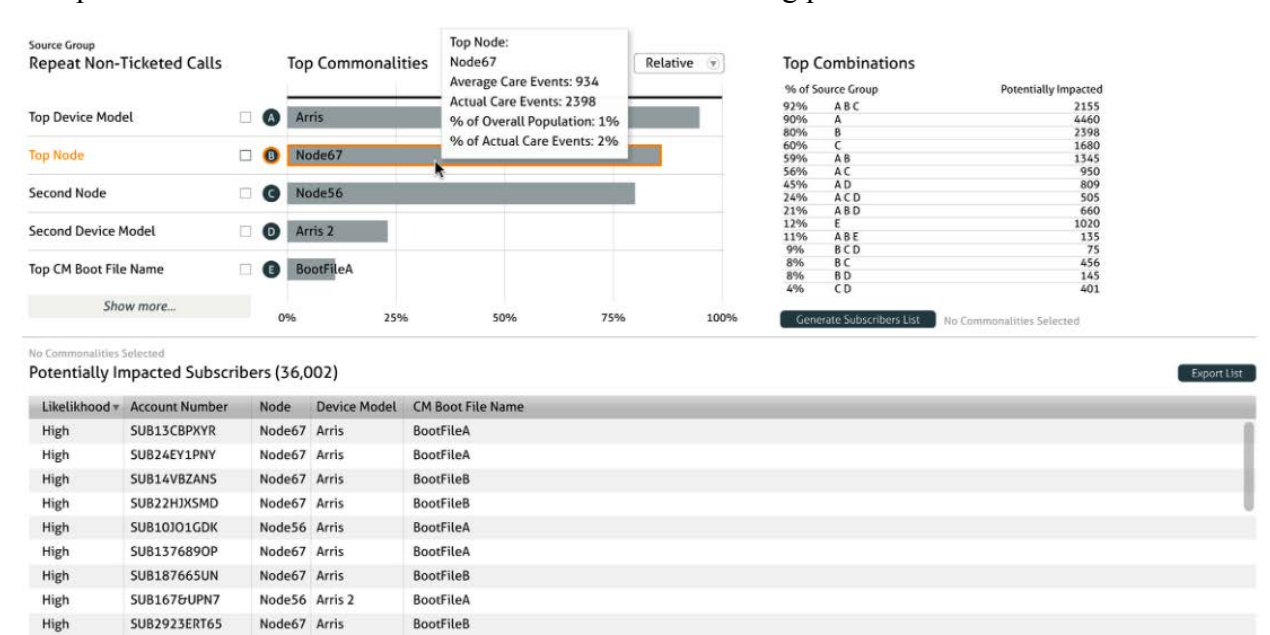 Source Group
Repeat Non-Ticketed Calls
Top Commonalities
Top Node:
Node67
Average Care Events: 934
Actual Care Events: 2398
% of Overall Population: 1%
% of Actual Care Events: 2%
Relative
Top Device Model A Arris
Top Node B Node67
Second Node C Node56
Second Device Model D Arris 2
Top CM Boot File Name E BootFileA
Show more...
0% 25% 50% 75% 100%
Top Combinations
% of Source Group Potentially Impacted
92% A B C 2155
90% A 4460
80% B 2398
60% C 1680
59% A B 1345
56% A C 950
45% A D 809
24% A C D 505
21% A B D 660
12% E 1020
11% A B E 135
9% B C D 75
8% B C 456
8% B D 145
4% C D 401
Generate Subscribers List No Commonalities Selected
No Commonalities Selected
Potentially Impacted Subscribers (36,002)
Export List
Likelikhood Account Number Node Device Model CM Boot File Name
High SUB13CBPXYR Node67 Arris BootFileA
High SUB24EY1PNY Node67 Arris BootFileA
High SUB14VBZANS Node67 Arris BootFileB
High SUB22HJXSMD Node67 Arris BootFileB
High SUB10JO1GDK Node56 Arris BootFileA
High SUB137689OP Node67 Arris BootFileA
High SUB187665UN Node67 Arris BootFileB
High SUB167&UPN7 Node56 Arris 2 BootFileA
High SUB2923ERT65 Node67 Arris BootFileB